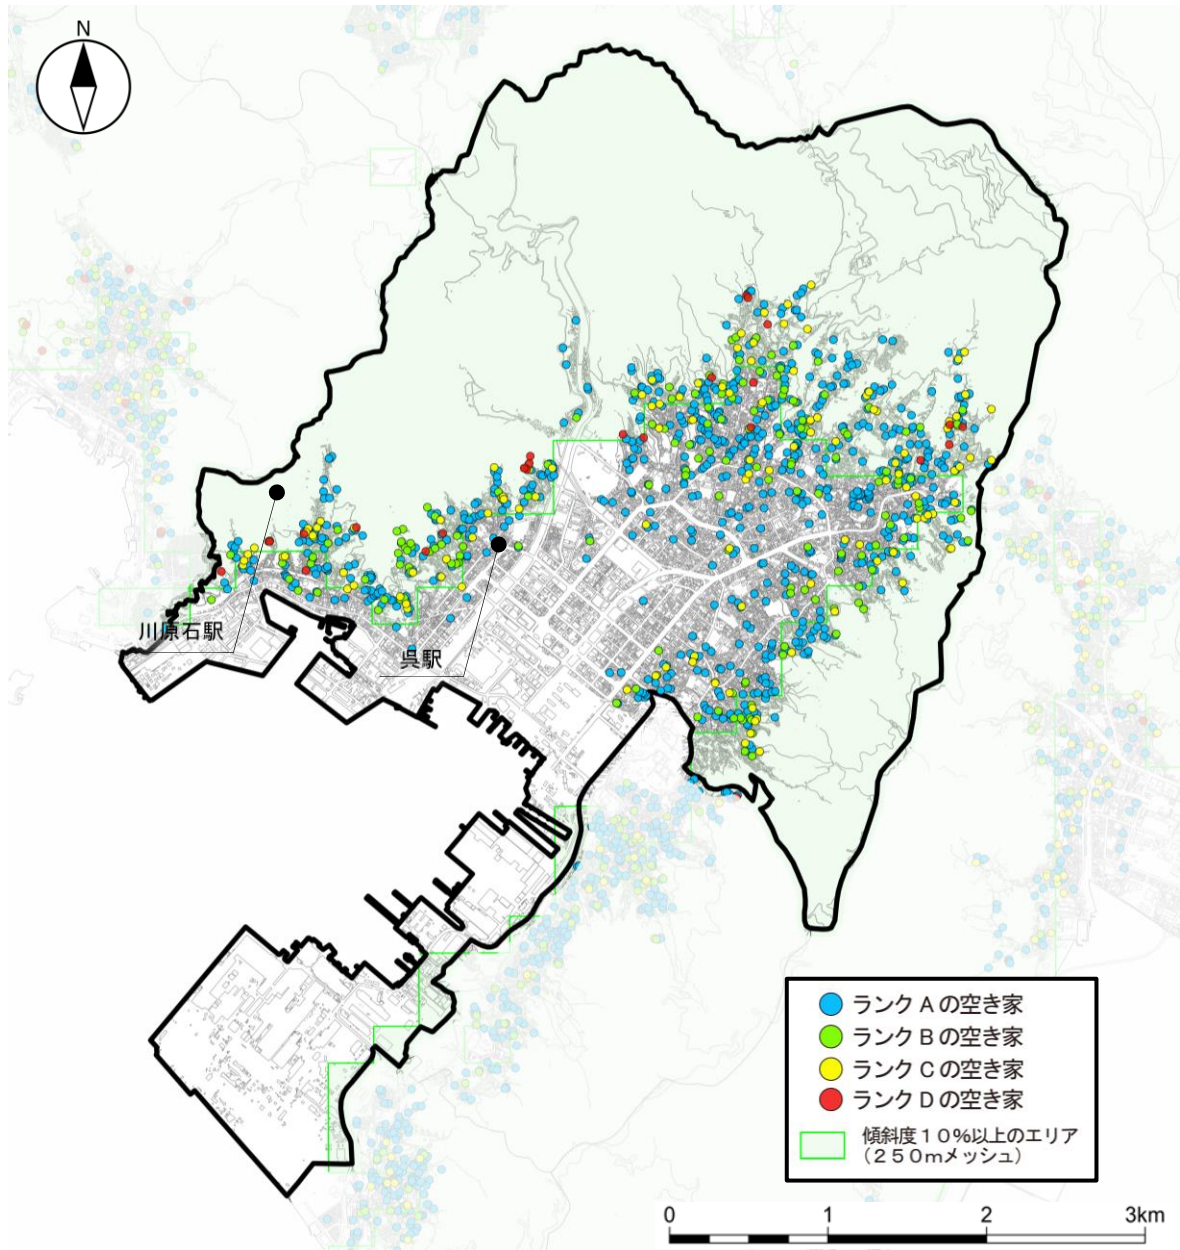 N
川原石駅
呉駅
ランクAの空き家
ランクBの空き家
ランクCの空き家
ランクDの空き家
傾斜度10%以上のエリア
(250mメッシュ)
0 1 2 3km